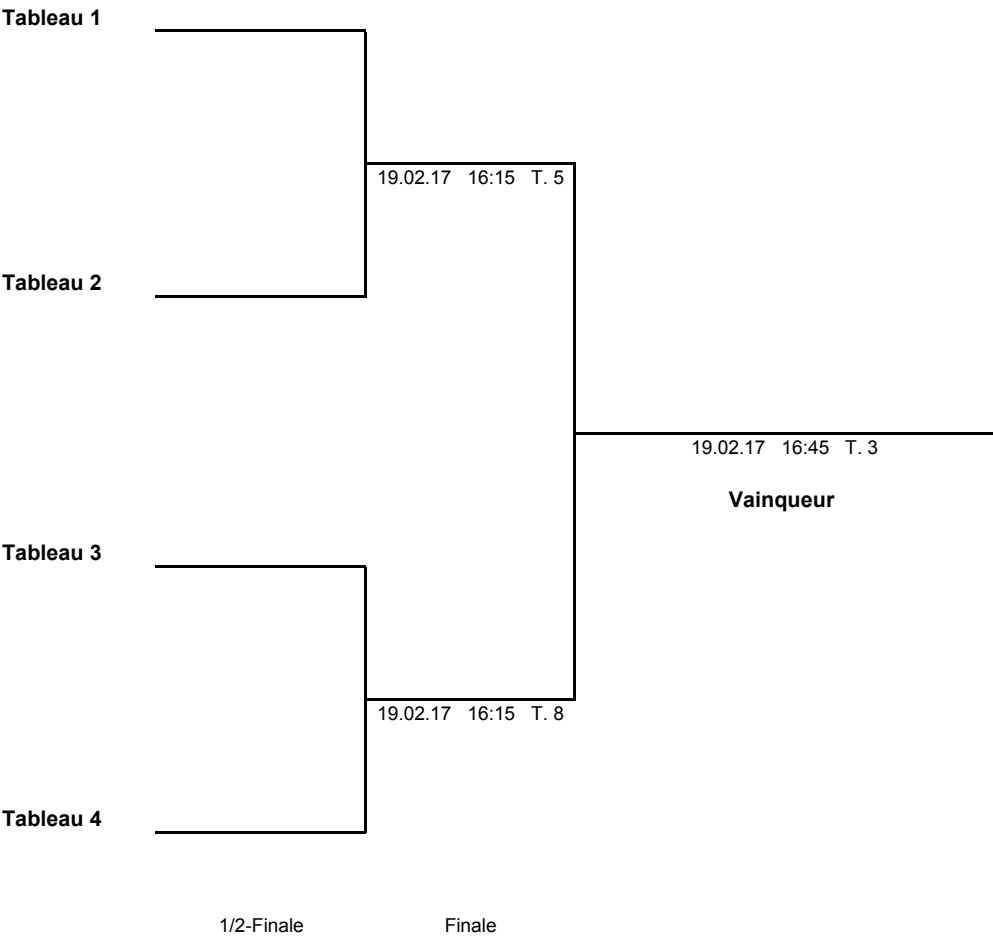 Tableau 1
19.02.17 16:15 T. 5
Tableau 2
19.02.17 16:45 T. 3
Vainqueur
Tableau 3
19.02.17 16:15 T. 8
Tableau 4
1/2-Finale Finale